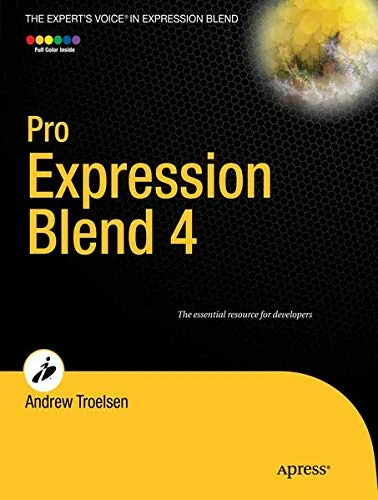 THE EXPERT'S VOICE® IN EXPRESSION BLEND
Full Color Inside
Pro
Expression
Blend 4
The essential resource for developers
Andrew Troelsen
Apress®